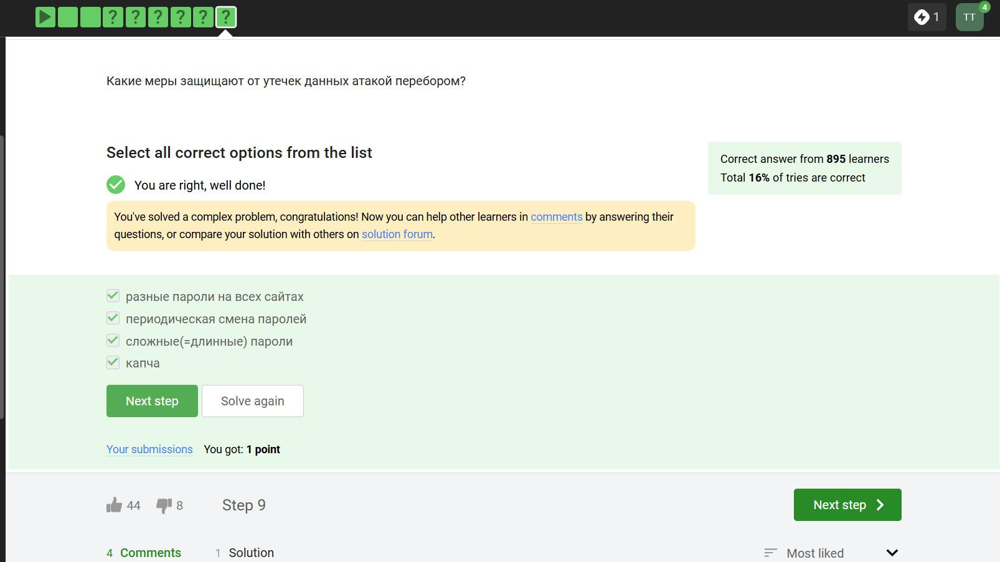 ? ? ? ? ? ?
1
TT
4
Какие меры защищают от утечек данных атакой перебором?
Select all correct options from the list
Correct answer from 895 learners
Total 16% of tries are correct
You are right, well done!
You've solved a complex problem, congratulations! Now you can help other learners in comments by answering their
questions, or compare your solution with others on solution forum.
разные пароли на всех сайтах
периодическая смена паролей
сложные(=длинные) пароли
капча
Next step
Solve again
Your submissions You got: 1 point
44 8 Step 9
Next step
4 Comments 1 Solution
Most liked